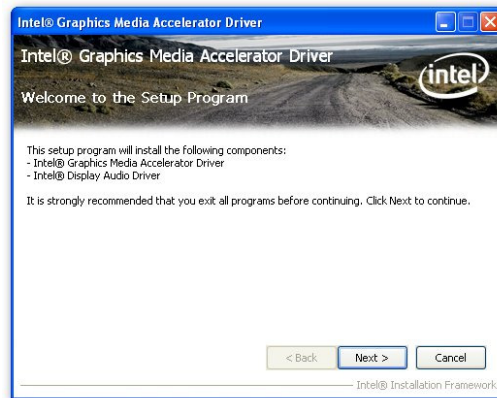 Intel® Graphics Media Accelerator Driver
Intel® Graphics Media Accelerator Driver
intel
Welcome to the Setup Program
This setup program will install the following components:
- Intel® Graphics Media Accelerator Driver
- Intel® Display Audio Driver
It is strongly recommended that you exit all programs before continuing. Click Next to continue.
< Back Next > Cancel
Intel® Installation Framework